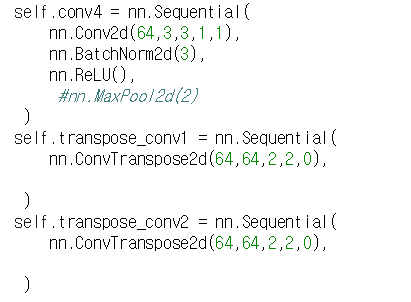 self.conv4 = nn.Sequential(
nn.Conv2d(64,3,3,1,1),
nn.BatchNorm2d(3),
nn.ReLU(),
#nn.MaxPool2d(2)
)
self.transpose_conv1 = nn.Sequential(
nn.ConvTranspose2d(64,64,2,2,0),
)
self.transpose_conv2 = nn.Sequential(
nn.ConvTranspose2d(64,64,2,2,0),
)